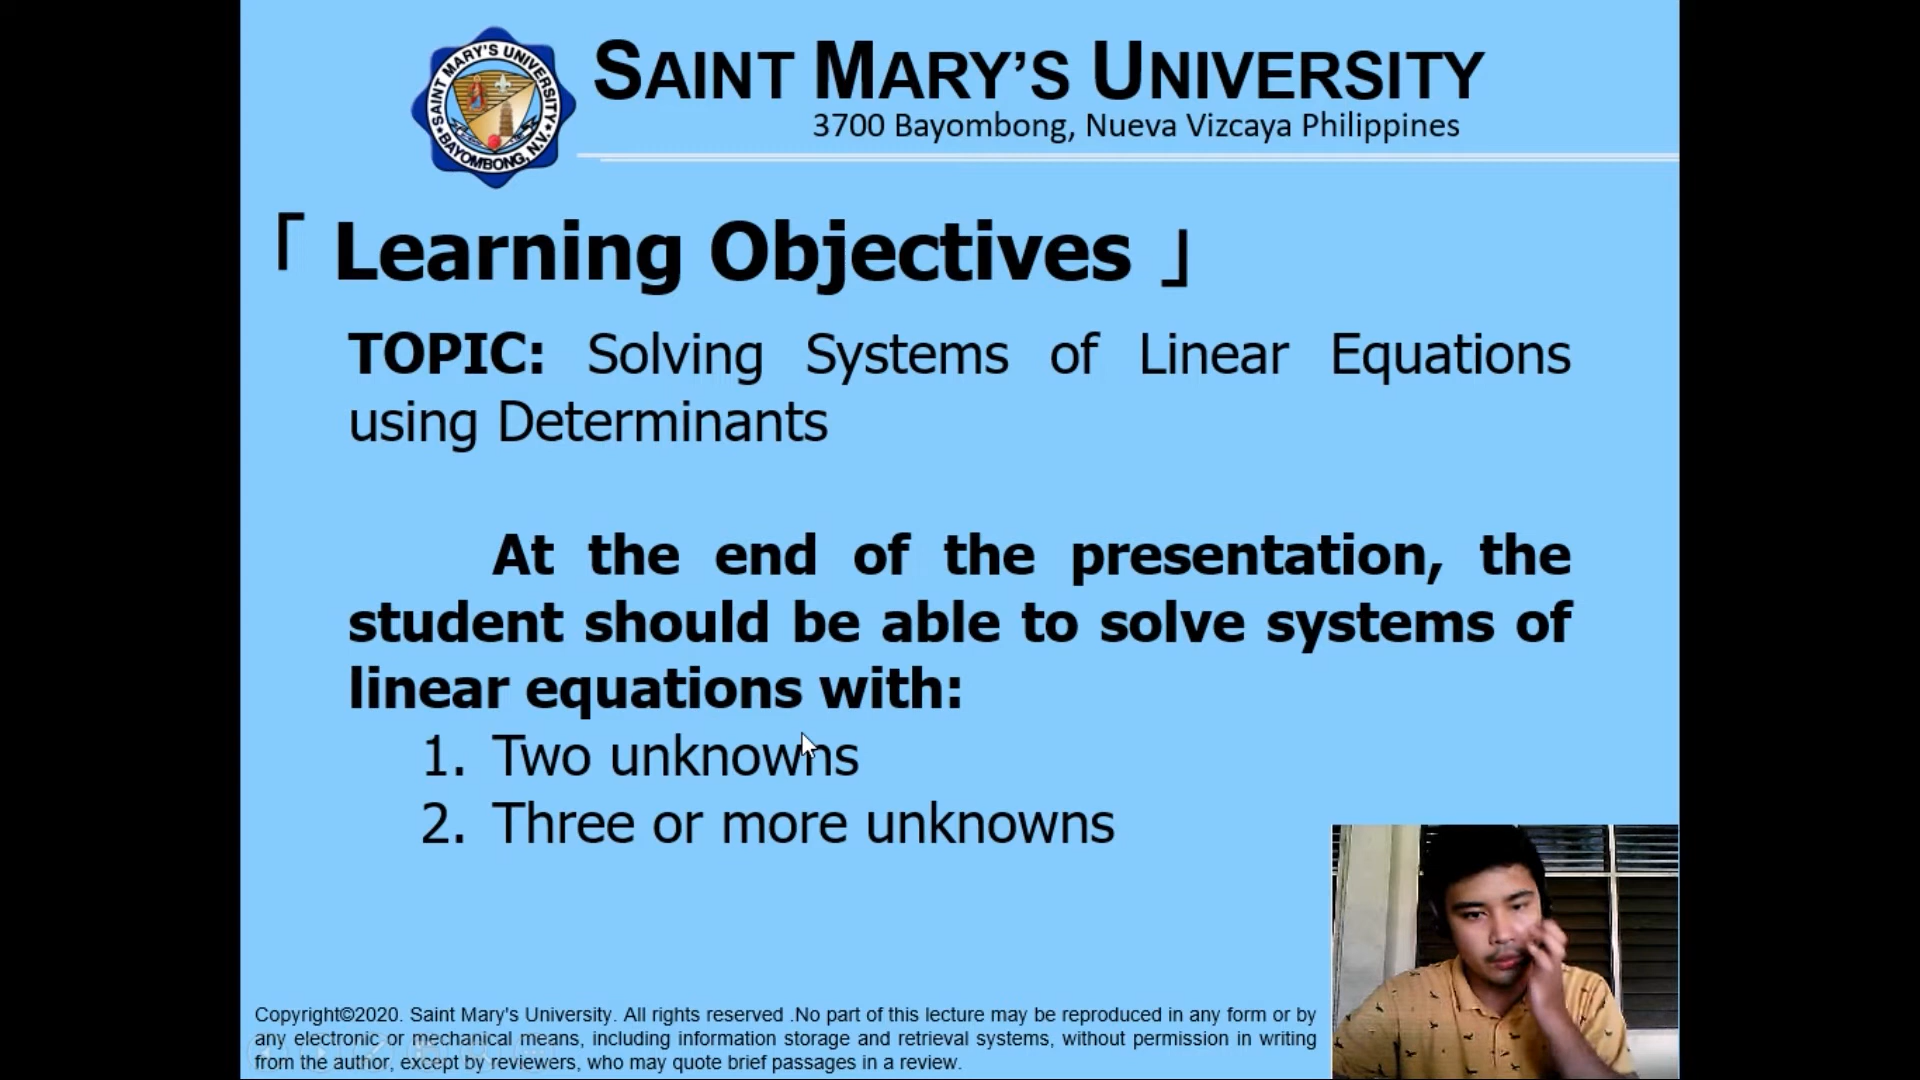 SAINT MARY'S UNIVERSITY
SAINT MARY'S UNIVERSITY
BAYOMBONG, N.V.
3700 Bayombong, Nueva Vizcaya Philippines
「 Learning Objectives 」
TOPIC: Solving Systems of Linear Equations
using Determinants
At the end of the presentation, the
student should be able to solve systems of
linear equations with:
1. Two unknowns
2. Three or more unknowns
Copyright©2020. Saint Mary's University. All rights reserved .No part of this lecture may be reproduced in any form or by
any electronic or mechanical means, including information storage and retrieval systems, without permission in writing
from the author, except by reviewers, who may quote brief passages in a review.